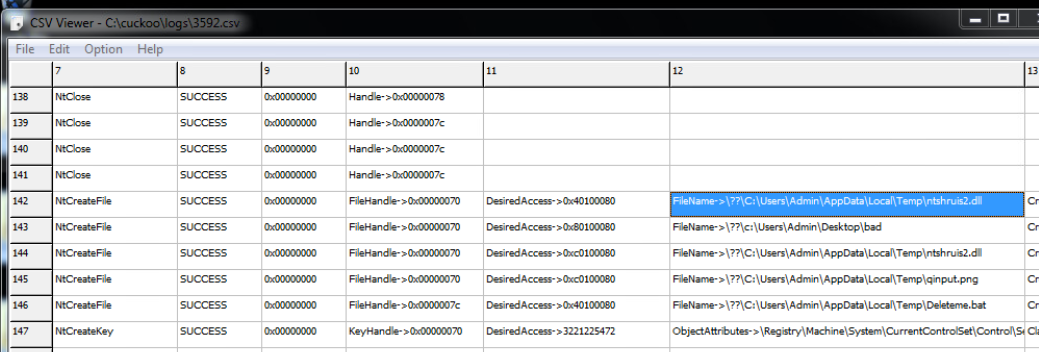 CSV Viewer - C:\cuckoo\logs\3592.csv
File Edit Option Help
7 8 9 10 11 12 13
138 NtClose SUCCESS 0x00000000 Handle->0x00000078
139 NtClose SUCCESS 0x00000000 Handle->0x0000007c
140 NtClose SUCCESS 0x00000000 Handle->0x0000007c
141 NtClose SUCCESS 0x00000000 Handle->0x0000007c
142 NtCreateFile SUCCESS 0x00000000 FileHandle->0x00000070 DesiredAccess->0x40100080 FileName->\??\C:\Users\Admin\AppData\Local\Temp\ntshruis2.dll Cr
143 NtCreateFile SUCCESS 0x00000000 FileHandle->0x00000070 DesiredAccess->0x80100080 FileName->\??\c:\Users\Admin\Desktop\bad Cr
144 NtCreateFile SUCCESS 0x00000000 FileHandle->0x00000070 DesiredAccess->0xc0100080 FileName->\??\C:\Users\Admin\AppData\Local\Temp\ntshruis2.dll Cr
145 NtCreateFile SUCCESS 0x00000000 FileHandle->0x00000070 DesiredAccess->0xc0100080 FileName->\??\C:\Users\Admin\AppData\Local\Temp\qinput.png Cr
146 NtCreateFile SUCCESS 0x00000000 FileHandle->0x0000007c DesiredAccess->0x40100080 FileName->\??\C:\Users\Admin\AppData\Local\Temp\Deleteme.bat Cr
147 NtCreateKey SUCCESS 0x00000000 KeyHandle->0x00000070 DesiredAccess->3221225472 ObjectAttributes->\Registry\Machine\System\CurrentControlSet\Control\Se Cla